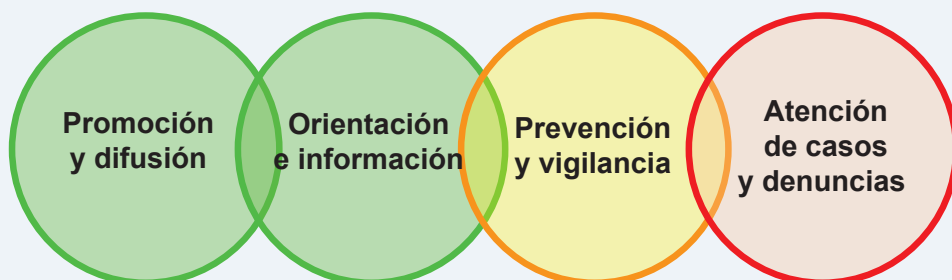 Promoción
y difusión
Orientación
e información
Prevención
y vigilancia
Atención
de casos
y denuncias